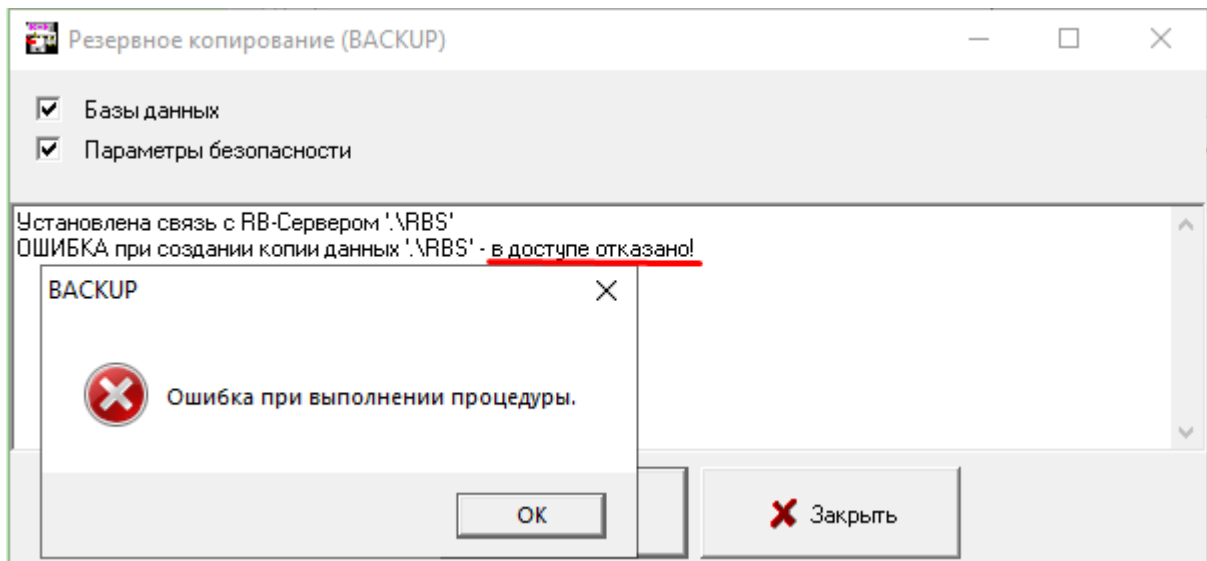 Резервное копирование (BACKUP)
Базы данных
Параметры безопасности
Установлена связь с RB-Сервером '.\RBS'
ОШИБКА при создании копии данных '.\RBS' - в доступе отказано!
BACKUP
Ошибка при выполнении процедуры.
OK
Закрыть